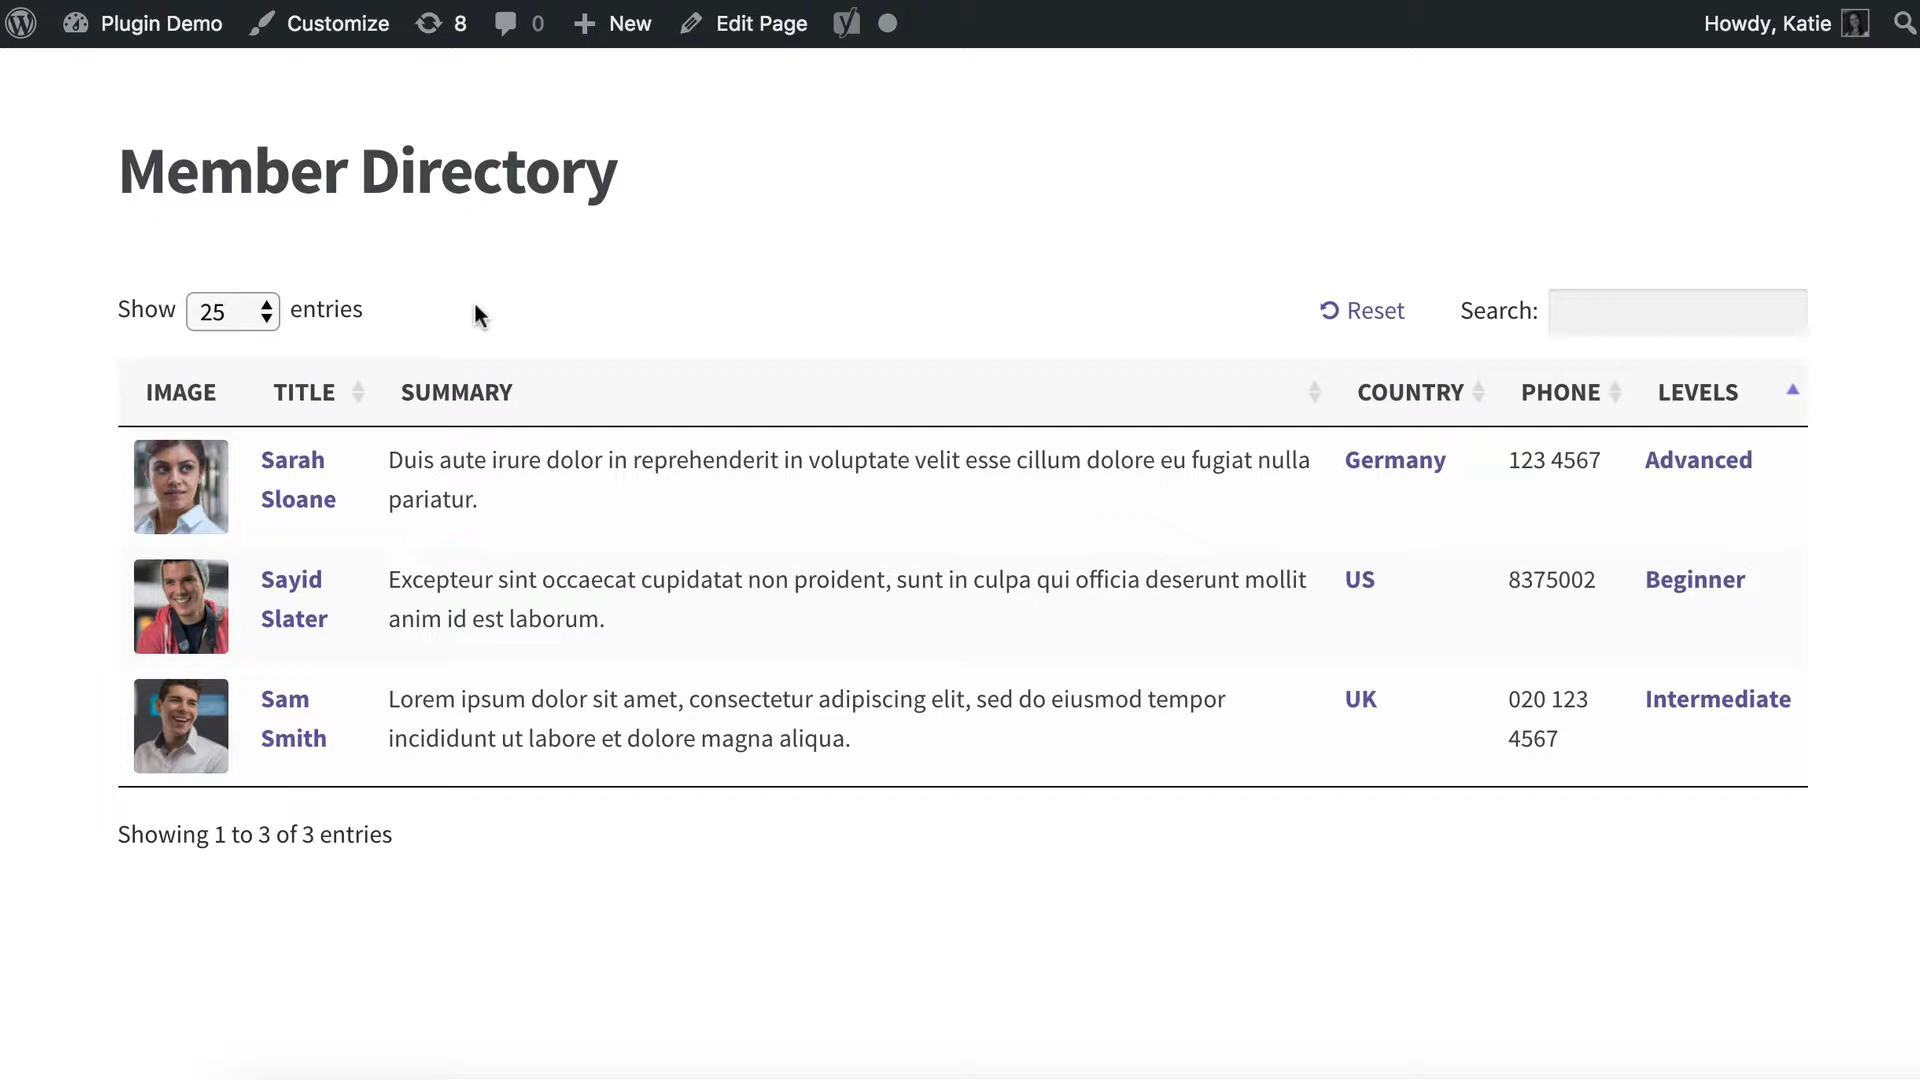 Plugin Demo Customize 8 0 New Edit Page Howdy, Katie
Member Directory
Show 25 entries Reset Search:
IMAGE TITLE SUMMARY COUNTRY PHONE LEVELS
Sarah Duis aute irure dolor in reprehenderit in voluptate velit esse cillum dolore eu fugiat nulla Germany 123 4567 Advanced
Sloane pariatur.
Sayid Excepteur sint occaecat cupidatat non proident, sunt in culpa qui officia deserunt mollit US 8375002 Beginner
Slater anim id est laborum.
Sam Lorem ipsum dolor sit amet, consectetur adipiscing elit, sed do eiusmod tempor UK 020 123 Intermediate
Smith incididunt ut labore et dolore magna aliqua. 4567
Showing 1 to 3 of 3 entries